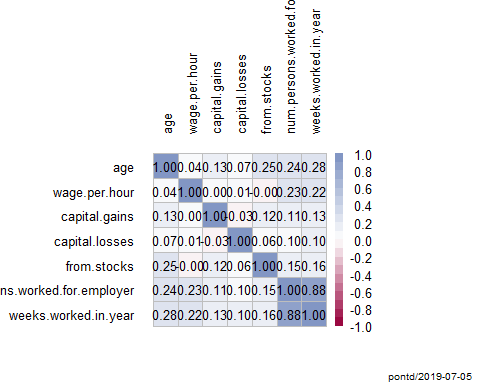 age
wage.per.hour
capital.gains
capital.losses
from.stocks
num.persons.worked.fo
weeks.worked.in.year
age 1.00 0.04 0.13 0.07 0.25 0.24 0.28 1.0
wage.per.hour 0.04 1.00 0.00 0.01 -0.00 0.23 0.22 0.8
capital.gains 0.13 0.00 1.00 -0.03 0.12 0.11 0.13 0.6
capital.losses 0.07 0.01 -0.03 1.00 0.06 0.10 0.10 0.4
from.stocks 0.25 -0.00 0.12 0.06 1.00 0.15 0.16 0.2
ns.worked.for.employer 0.24 0.23 0.11 0.10 0.15 1.00 0.88 0.0
weeks.worked.in.year 0.28 0.22 0.13 0.10 0.16 0.88 1.00 -0.2
-0.4
-0.6
-0.8
-1.0
pontd/2019-07-05